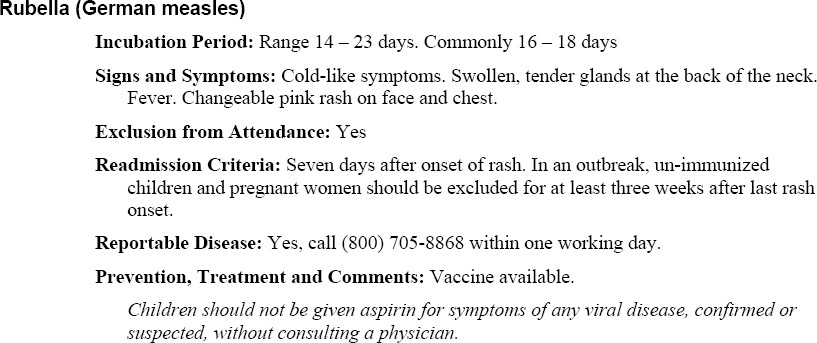 Rubella (German measles)
Incubation Period: Range 14 – 23 days. Commonly 16 – 18 days
Signs and Symptoms: Cold-like symptoms. Swollen, tender glands at the back of the neck.
Fever. Changeable pink rash on face and chest.
Exclusion from Attendance: Yes
Readmission Criteria: Seven days after onset of rash. In an outbreak, un-immunized
children and pregnant women should be excluded for at least three weeks after last rash
onset.
Reportable Disease: Yes, call (800) 705-8868 within one working day.
Prevention, Treatment and Comments: Vaccine available.
Children should not be given aspirin for symptoms of any viral disease, confirmed or
suspected, without consulting a physician.